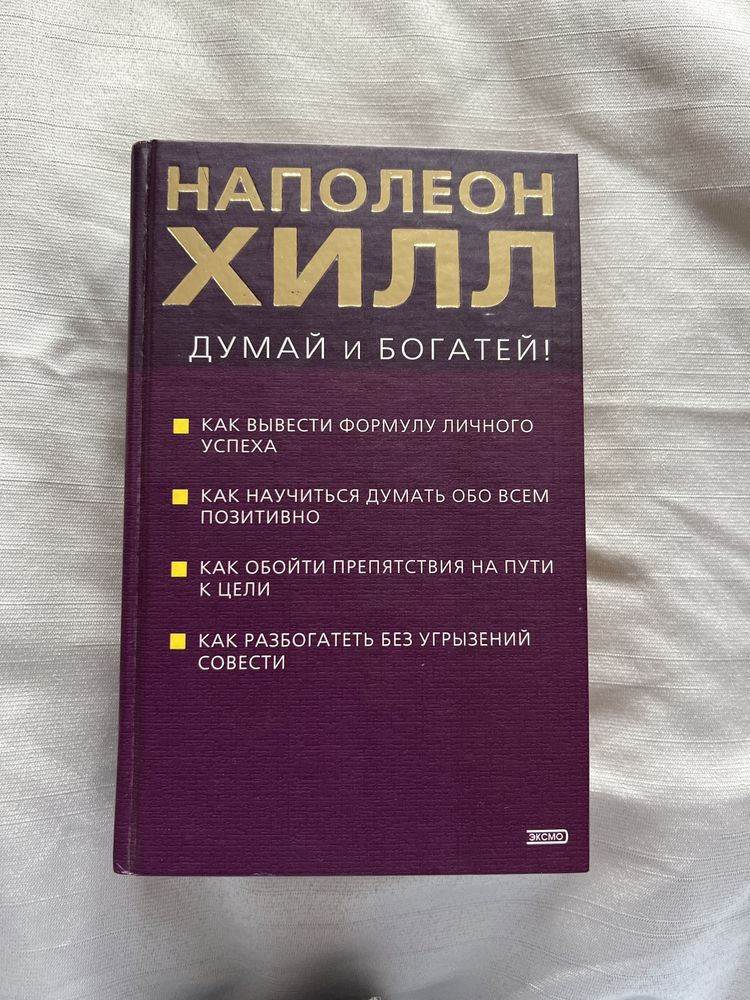 НАПОЛЕОН
ХИЛЛ
ДУМАЙ И БОГАТЕЙ!
КАК ВЫВЕСТИ ФОРМУЛУ ЛИЧНОГО
УСПЕХА
КАК НАУЧИТЬСЯ ДУМАТЬ ОБО ВСЕМ
ПОЗИТИВНО
КАК ОБОЙТИ ПРЕПЯТСТВИЯ НА ПУТИ
К ЦЕЛИ
КАК РАЗБОГАТЕТЬ БЕЗ УГРЫЗЕНИЙ
СОВЕСТИ
ЭКСМО